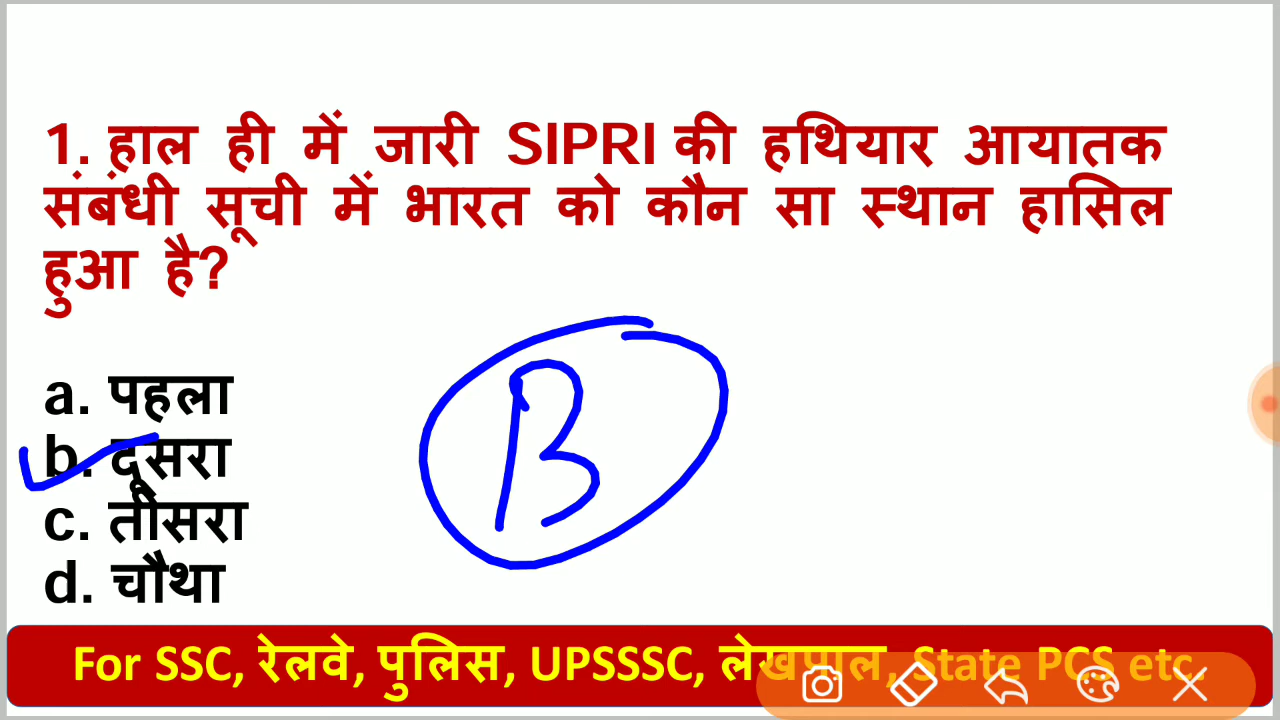 1. हाल ही में जारी SIPRI की हथियार आयातक
संबंधी सूची में भारत को कौन सा स्थान हासिल
हुआ है?
a. पहला
b. दूसरा
c. तीसरा
d. चौथा
B
For SSC, रेलवे, पुलिस, UPSSSC, लेखपाल, State PCS etc.